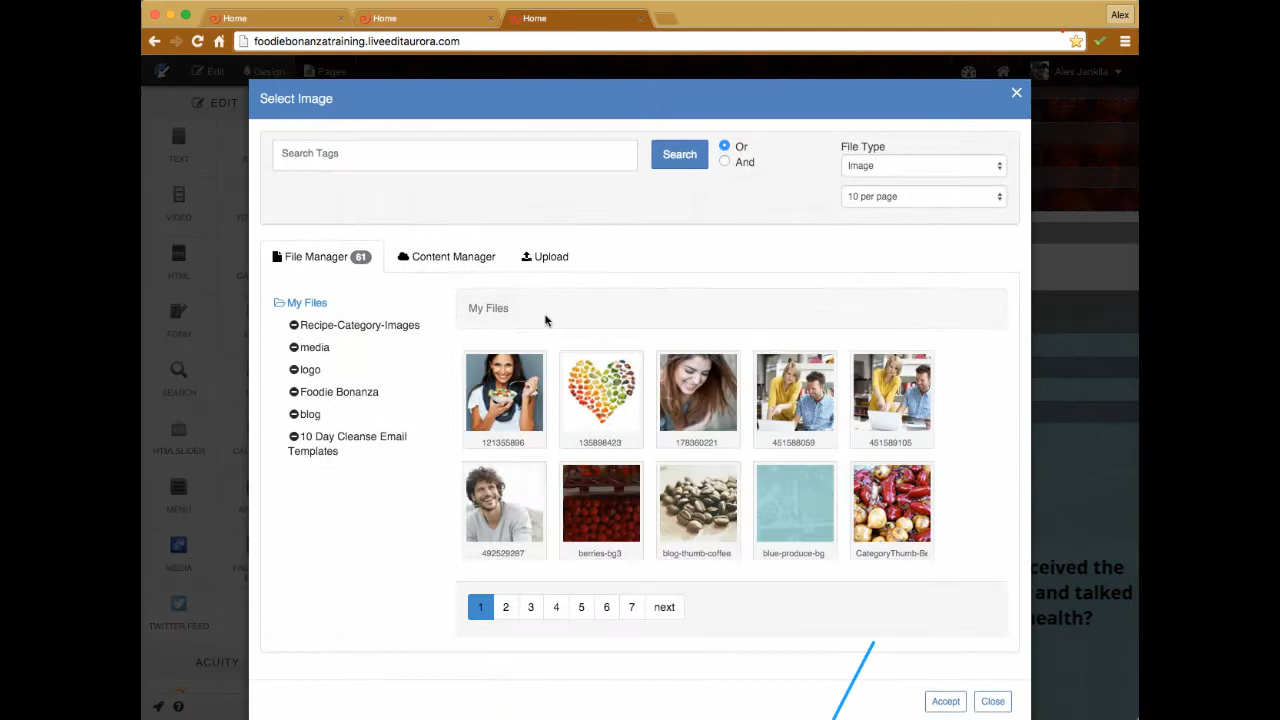 Home Home Home Alex
foodiebonanzatraining.liveeditaurora.com
Edit Design Pages Alex Jankila
EDIT
TEXT
VIDEO
HTML
FORM
SEARCH
HTMLSLIDER
MENU
MEDIA
TWITTER FEED
ACUITY
Select Image
Search Tags
Search
Or
And
File Type
Image
10 per page
File Manager 61 Content Manager Upload
My Files
Recipe-Category-Images
media
logo
Foodie Bonanza
blog
10 Day Cleanse Email
Templates
My Files
121355896 135898423 178360221 451588059 451589105
492529287 berries-bg3 blog-thumb-coffee blue-produce-bg CategoryThumb-Be
1 2 3 4 5 6 7 next
Accept Close
ceived the
and talked
health?